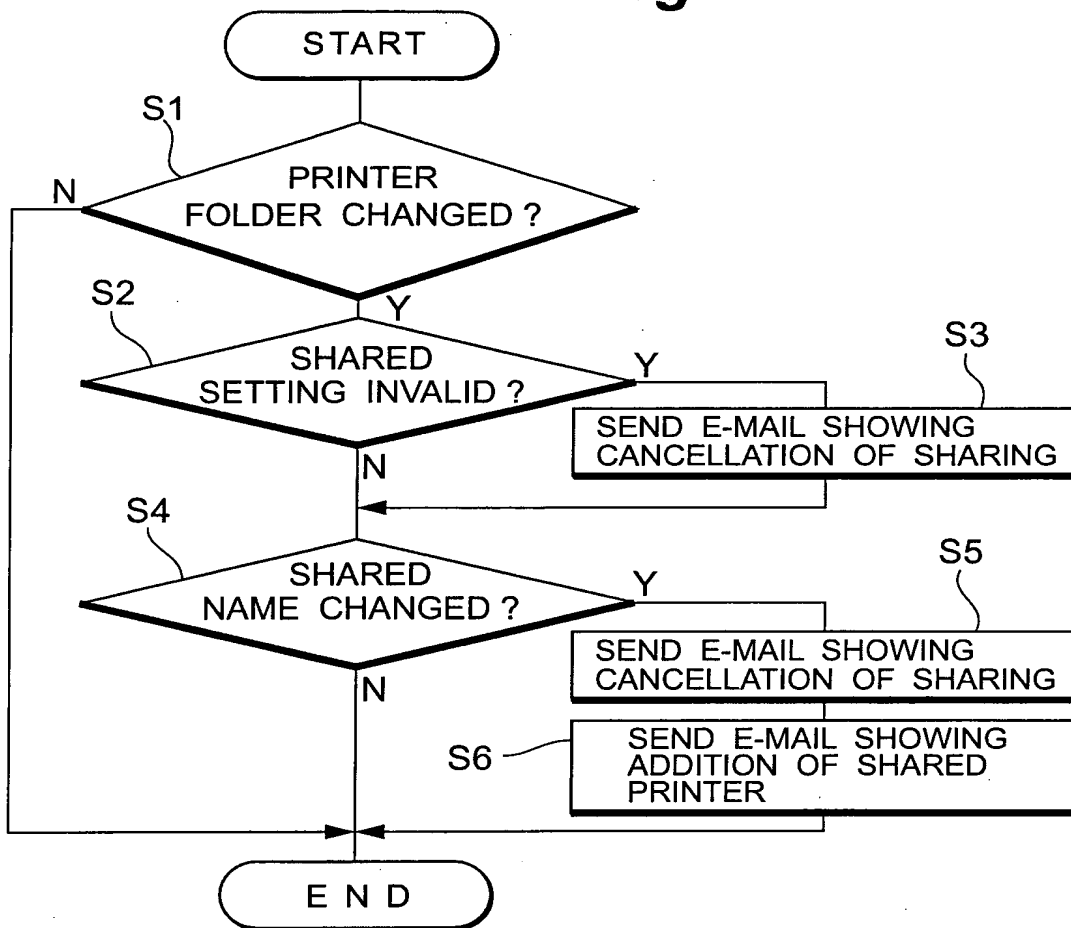 START
S1
N
PRINTER
FOLDER CHANGED ?
S2
Y
SHARED
SETTING INVALID ?
Y
S3
SEND E-MAIL SHOWING
CANCELLATION OF SHARING
N
S4
SHARED
NAME CHANGED ?
Y
S5
SEND E-MAIL SHOWING
CANCELLATION OF SHARING
N
S6
SEND E-MAIL SHOWING
ADDITION OF SHARED
PRINTER
END